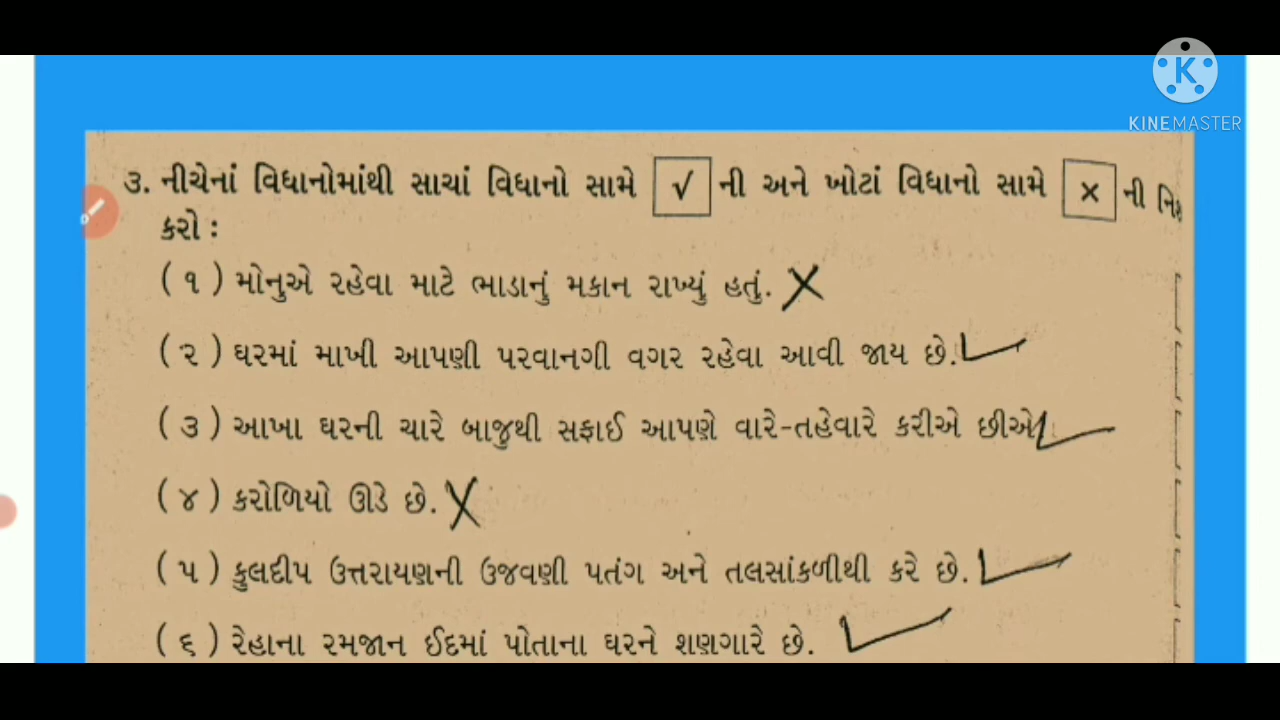 KINEMASTER
૩. નીચેનાં વિધાનોમાંથી સાચાં વિધાનો સામે √ ની અને ખોટાં વિધાનો સામે × ની
કરો :
( ૧ ) મોનુએ રહેવા માટે ભાડાનું મકાન રાખ્યું હતું. ✗
( ૨ ) ઘરમાં માખી આપણી પરવાનગી વગર રહેવા આવી જાય છે. ✓
( ૩ ) આખા ઘરની ચારે બાજુથી સફાઈ આપણે વારે-તહેવારે કરીએ છીએ ✓
( ૪ ) કરોળિયો ઊડે છે. ✗
( ૫ ) કુલદીપ ઉત્તરાયણની ઉજવણી પતંગ અને તલસાંકળીથી કરે છે. ✓
( ૬ ) રેહાના રમજાન ઈદમાં પોતાના ઘરને શણગારે છે. ✓